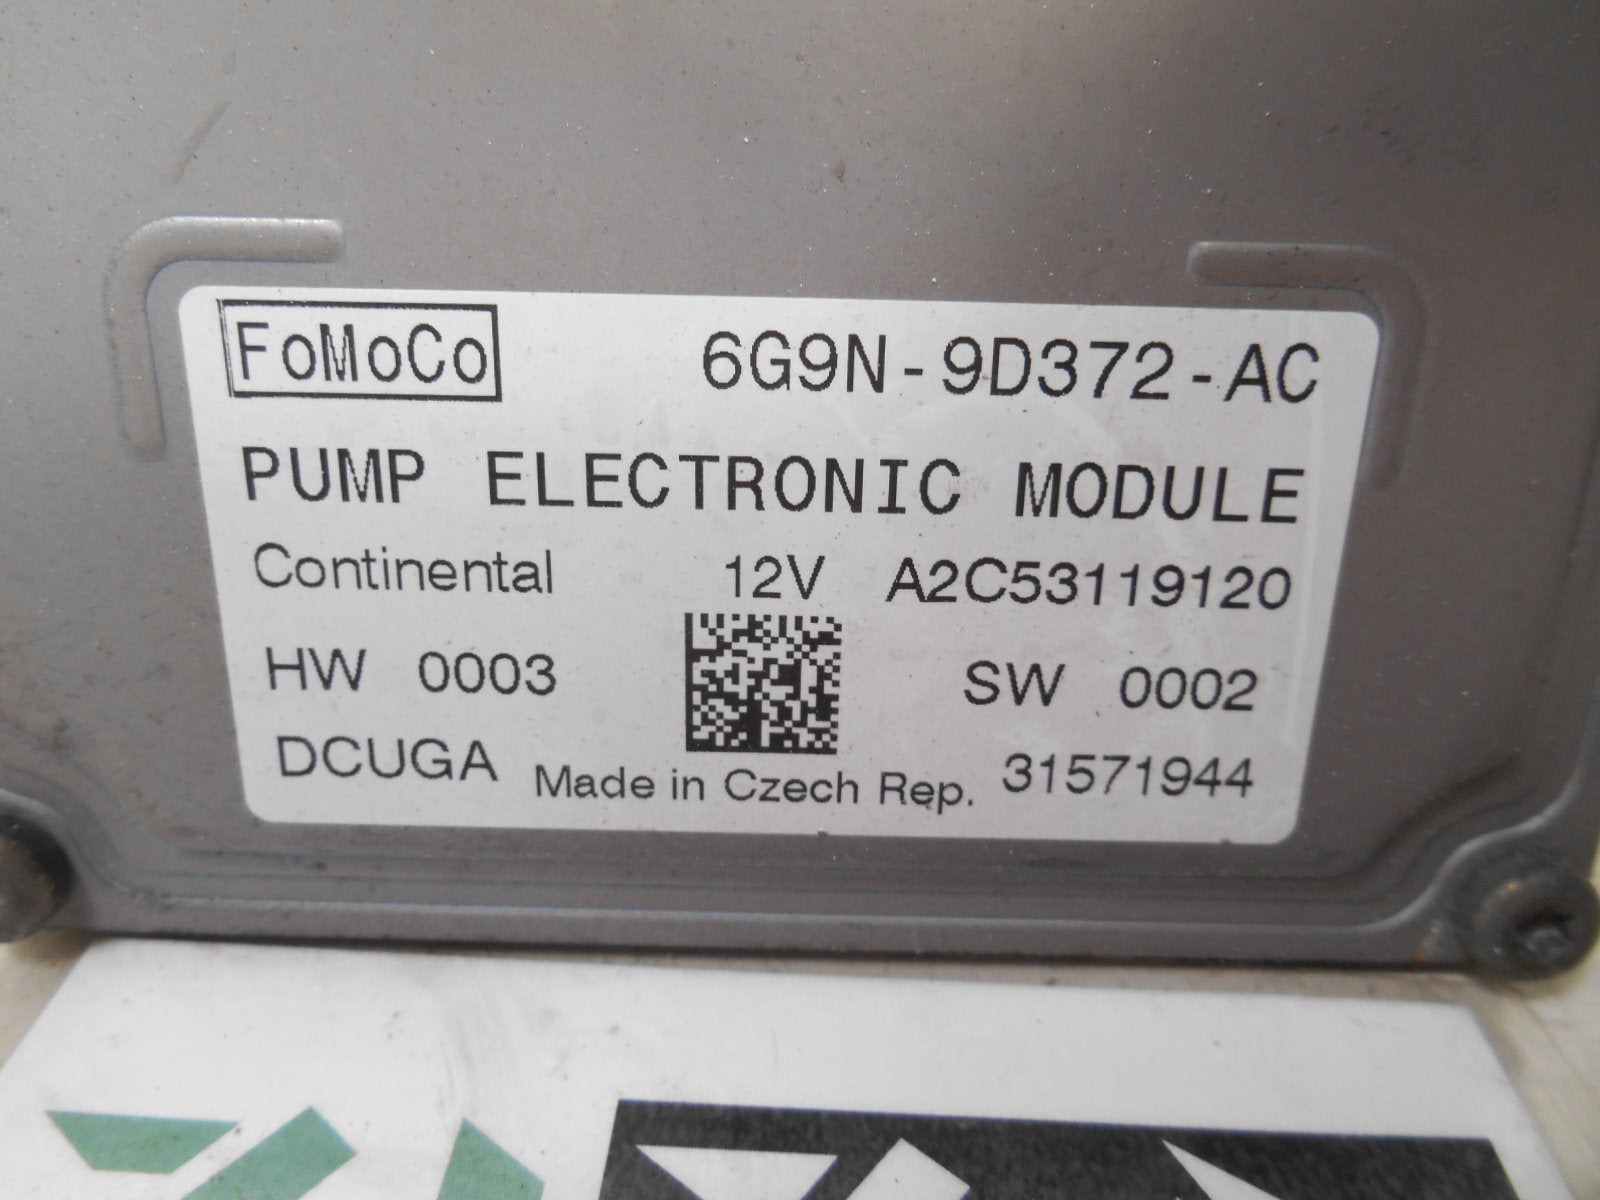 FoMoCo 6G9N-9D372-AC
PUMP ELECTRONIC MODULE
Continental 12V A2C53119120
HW 0003 SW 0002
DCUGA Made in Czech Rep. 31571944